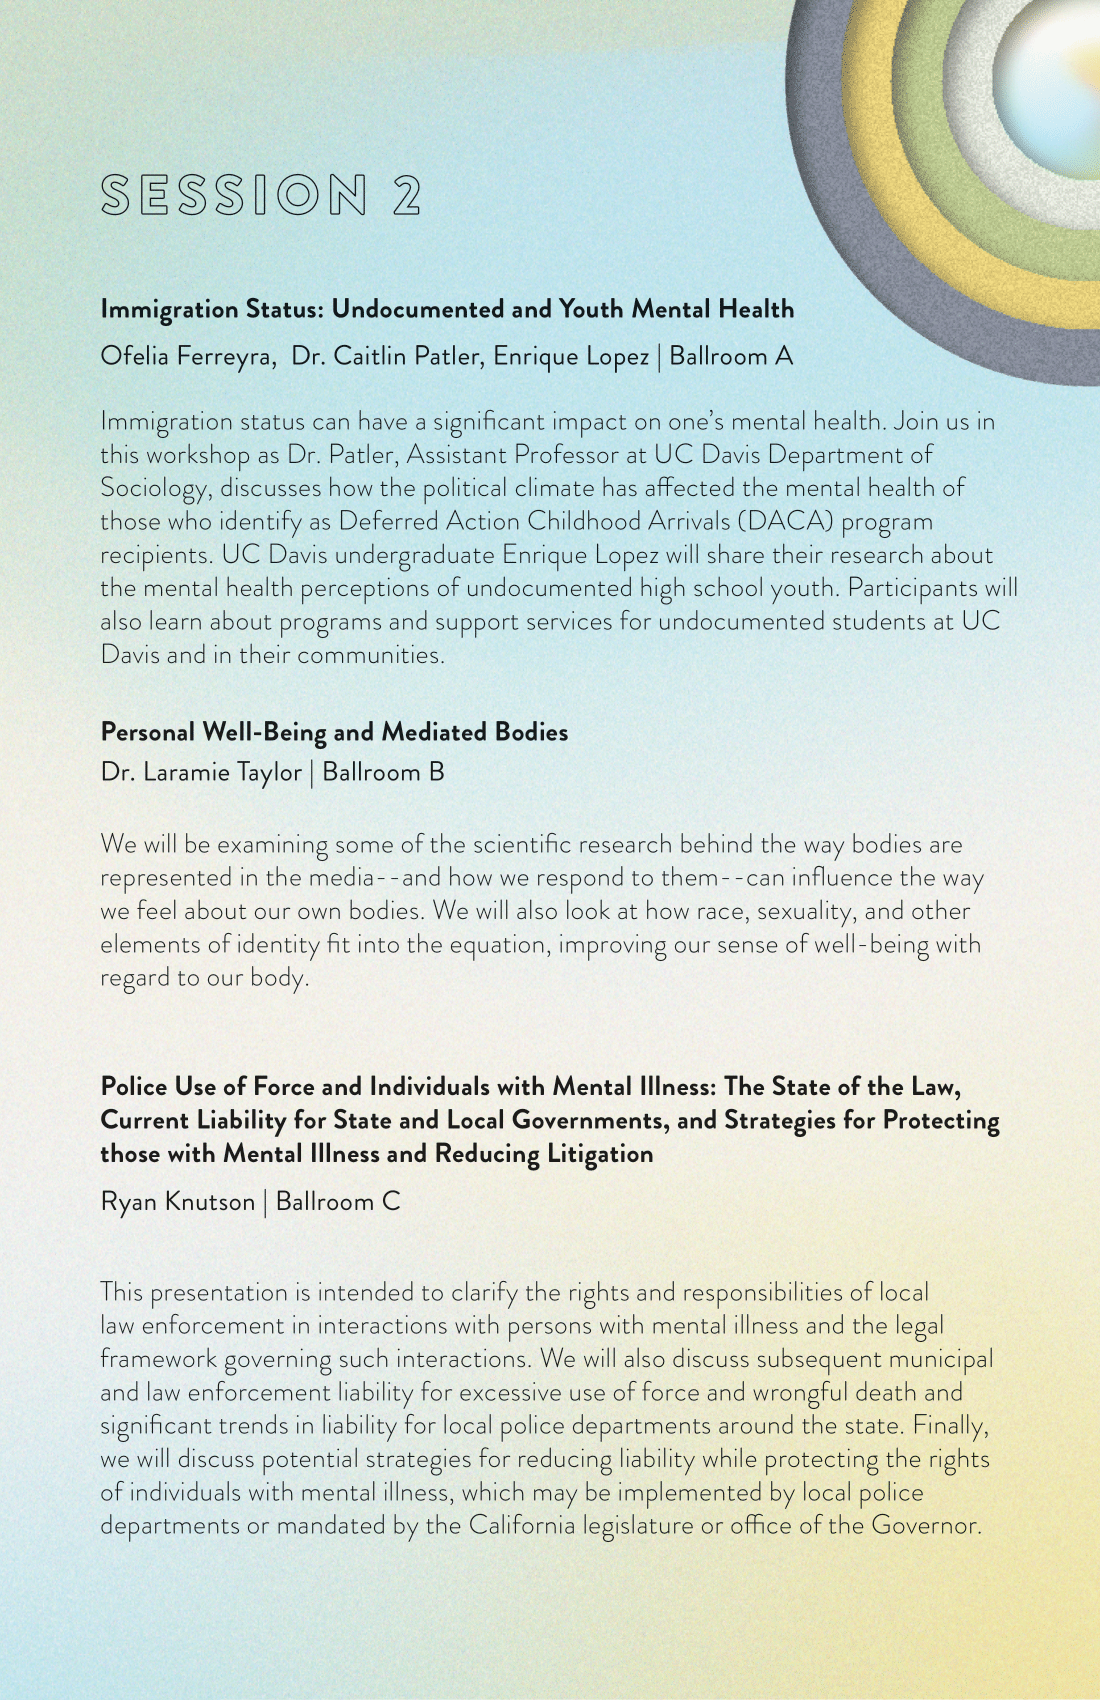 SESSION 2
Immigration Status: Undocumented and Youth Mental Health
Ofelia Ferreyra,  Dr. Caitlin Patler, Enrique Lopez | Ballroom A
Immigration status can have a significant impact on one’s mental health. Join us in
this workshop as Dr. Patler, Assistant Professor at UC Davis Department of
Sociology, discusses how the political climate has affected the mental health of
those who identify as Deferred Action Childhood Arrivals (DACA) program
recipients. UC Davis undergraduate Enrique Lopez will share their research about
the mental health perceptions of undocumented high school youth. Participants will
also learn about programs and support services for undocumented students at UC
Davis and in their communities.
Personal Well-Being and Mediated Bodies
Dr. Laramie Taylor | Ballroom B
We will be examining some of the scientific research behind the way bodies are
represented in the media--and how we respond to them--can influence the way
we feel about our own bodies. We will also look at how race, sexuality, and other
elements of identity fit into the equation, improving our sense of well-being with
regard to our body.
Police Use of Force and Individuals with Mental Illness: The State of the Law,
Current Liability for State and Local Governments, and Strategies for Protecting
those with Mental Illness and Reducing Litigation
Ryan Knutson | Ballroom C
This presentation is intended to clarify the rights and responsibilities of local
law enforcement in interactions with persons with mental illness and the legal
framework governing such interactions. We will also discuss subsequent municipal
and law enforcement liability for excessive use of force and wrongful death and
significant trends in liability for local police departments around the state. Finally,
we will discuss potential strategies for reducing liability while protecting the rights
of individuals with mental illness, which may be implemented by local police
departments or mandated by the California legislature or office of the Governor.